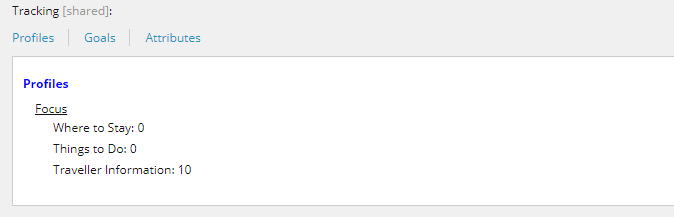 Tracking [shared]:
Profiles Goals Attributes
Profiles
Focus
Where to Stay: 0
Things to Do: 0
Traveller Information: 10